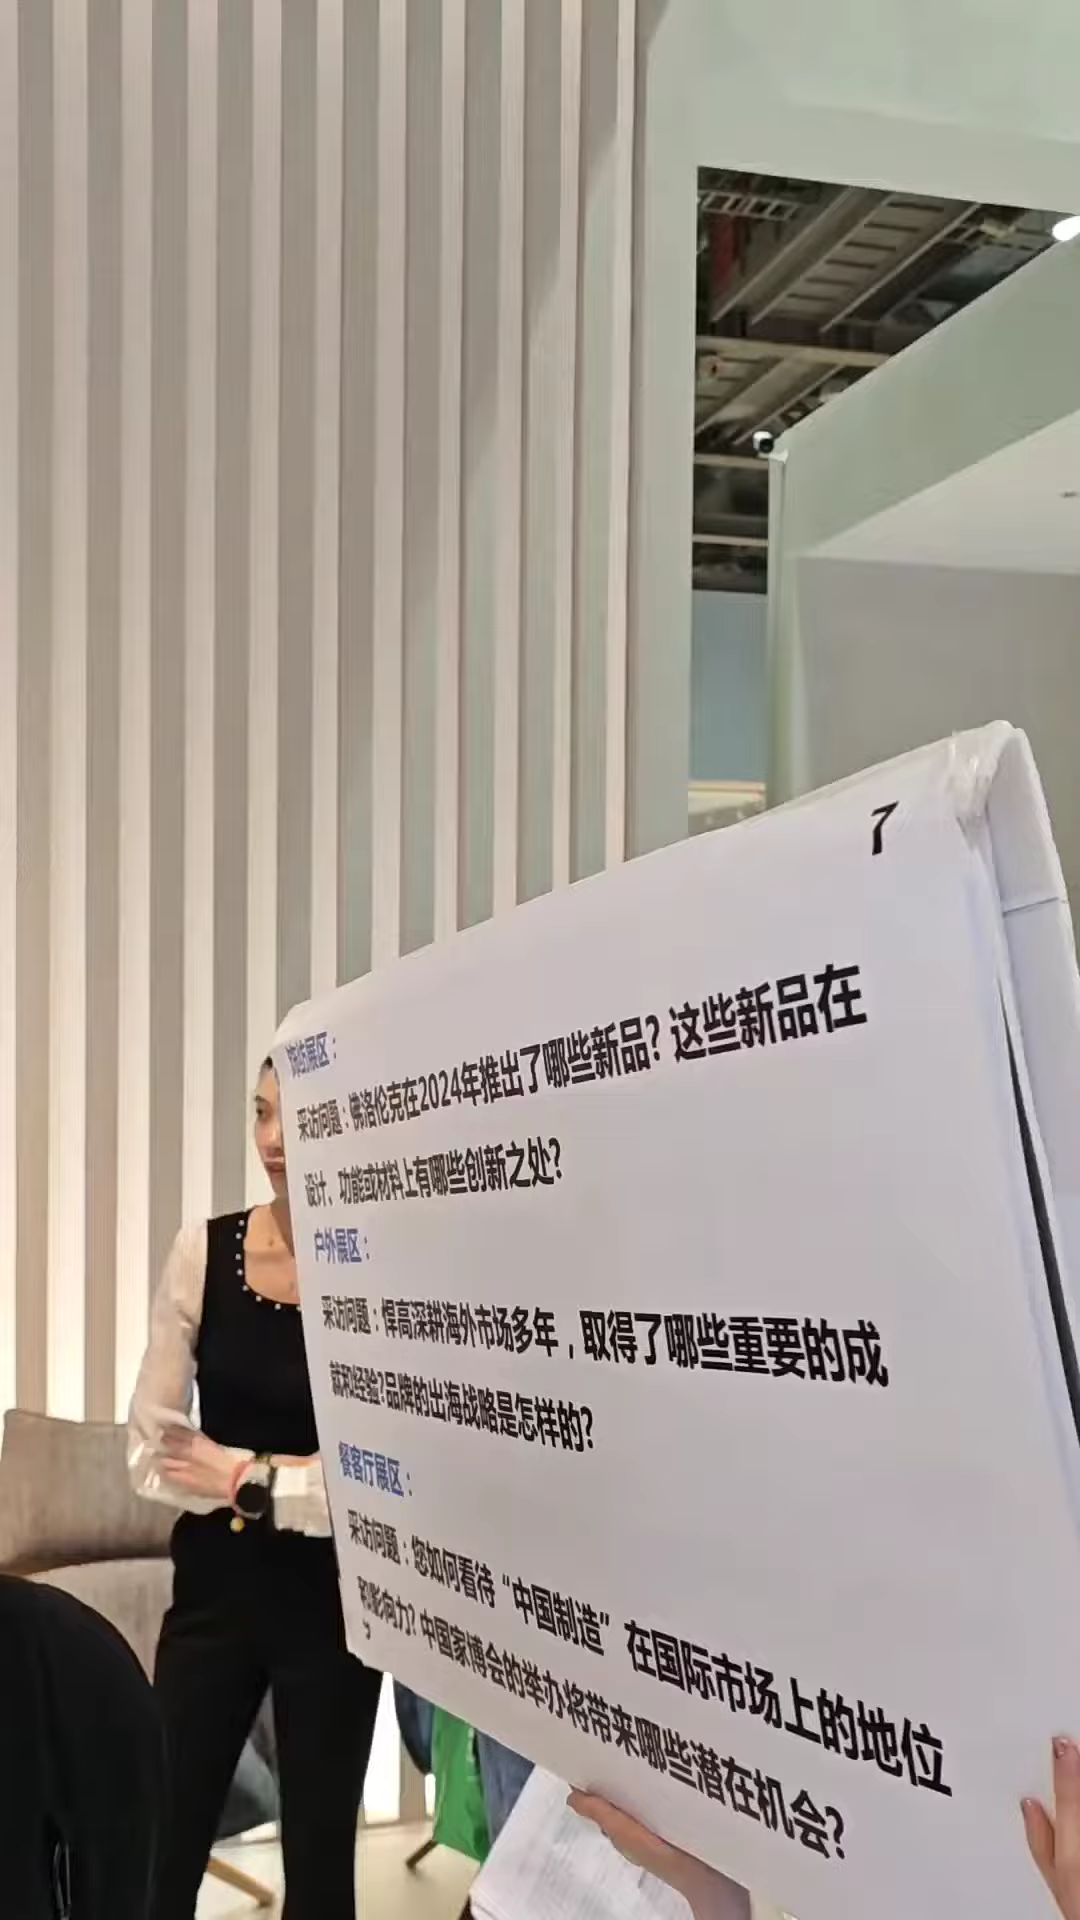 7
饰纺展区：
采访问题：佛洛伦克在2024年推出了哪些新品？这些新品在
设计、功能或材料上有哪些创新之处?
户外展区：
采访问题：悍高深耕海外市场多年，取得了哪些重要的成
就和经验?品牌的出海战略是怎样的?
餐客厅展区：
采访问题：您如何看待“中国制造”在国际市场上的地位
和影响力？中国家博会的举办将带来哪些潜在机会?